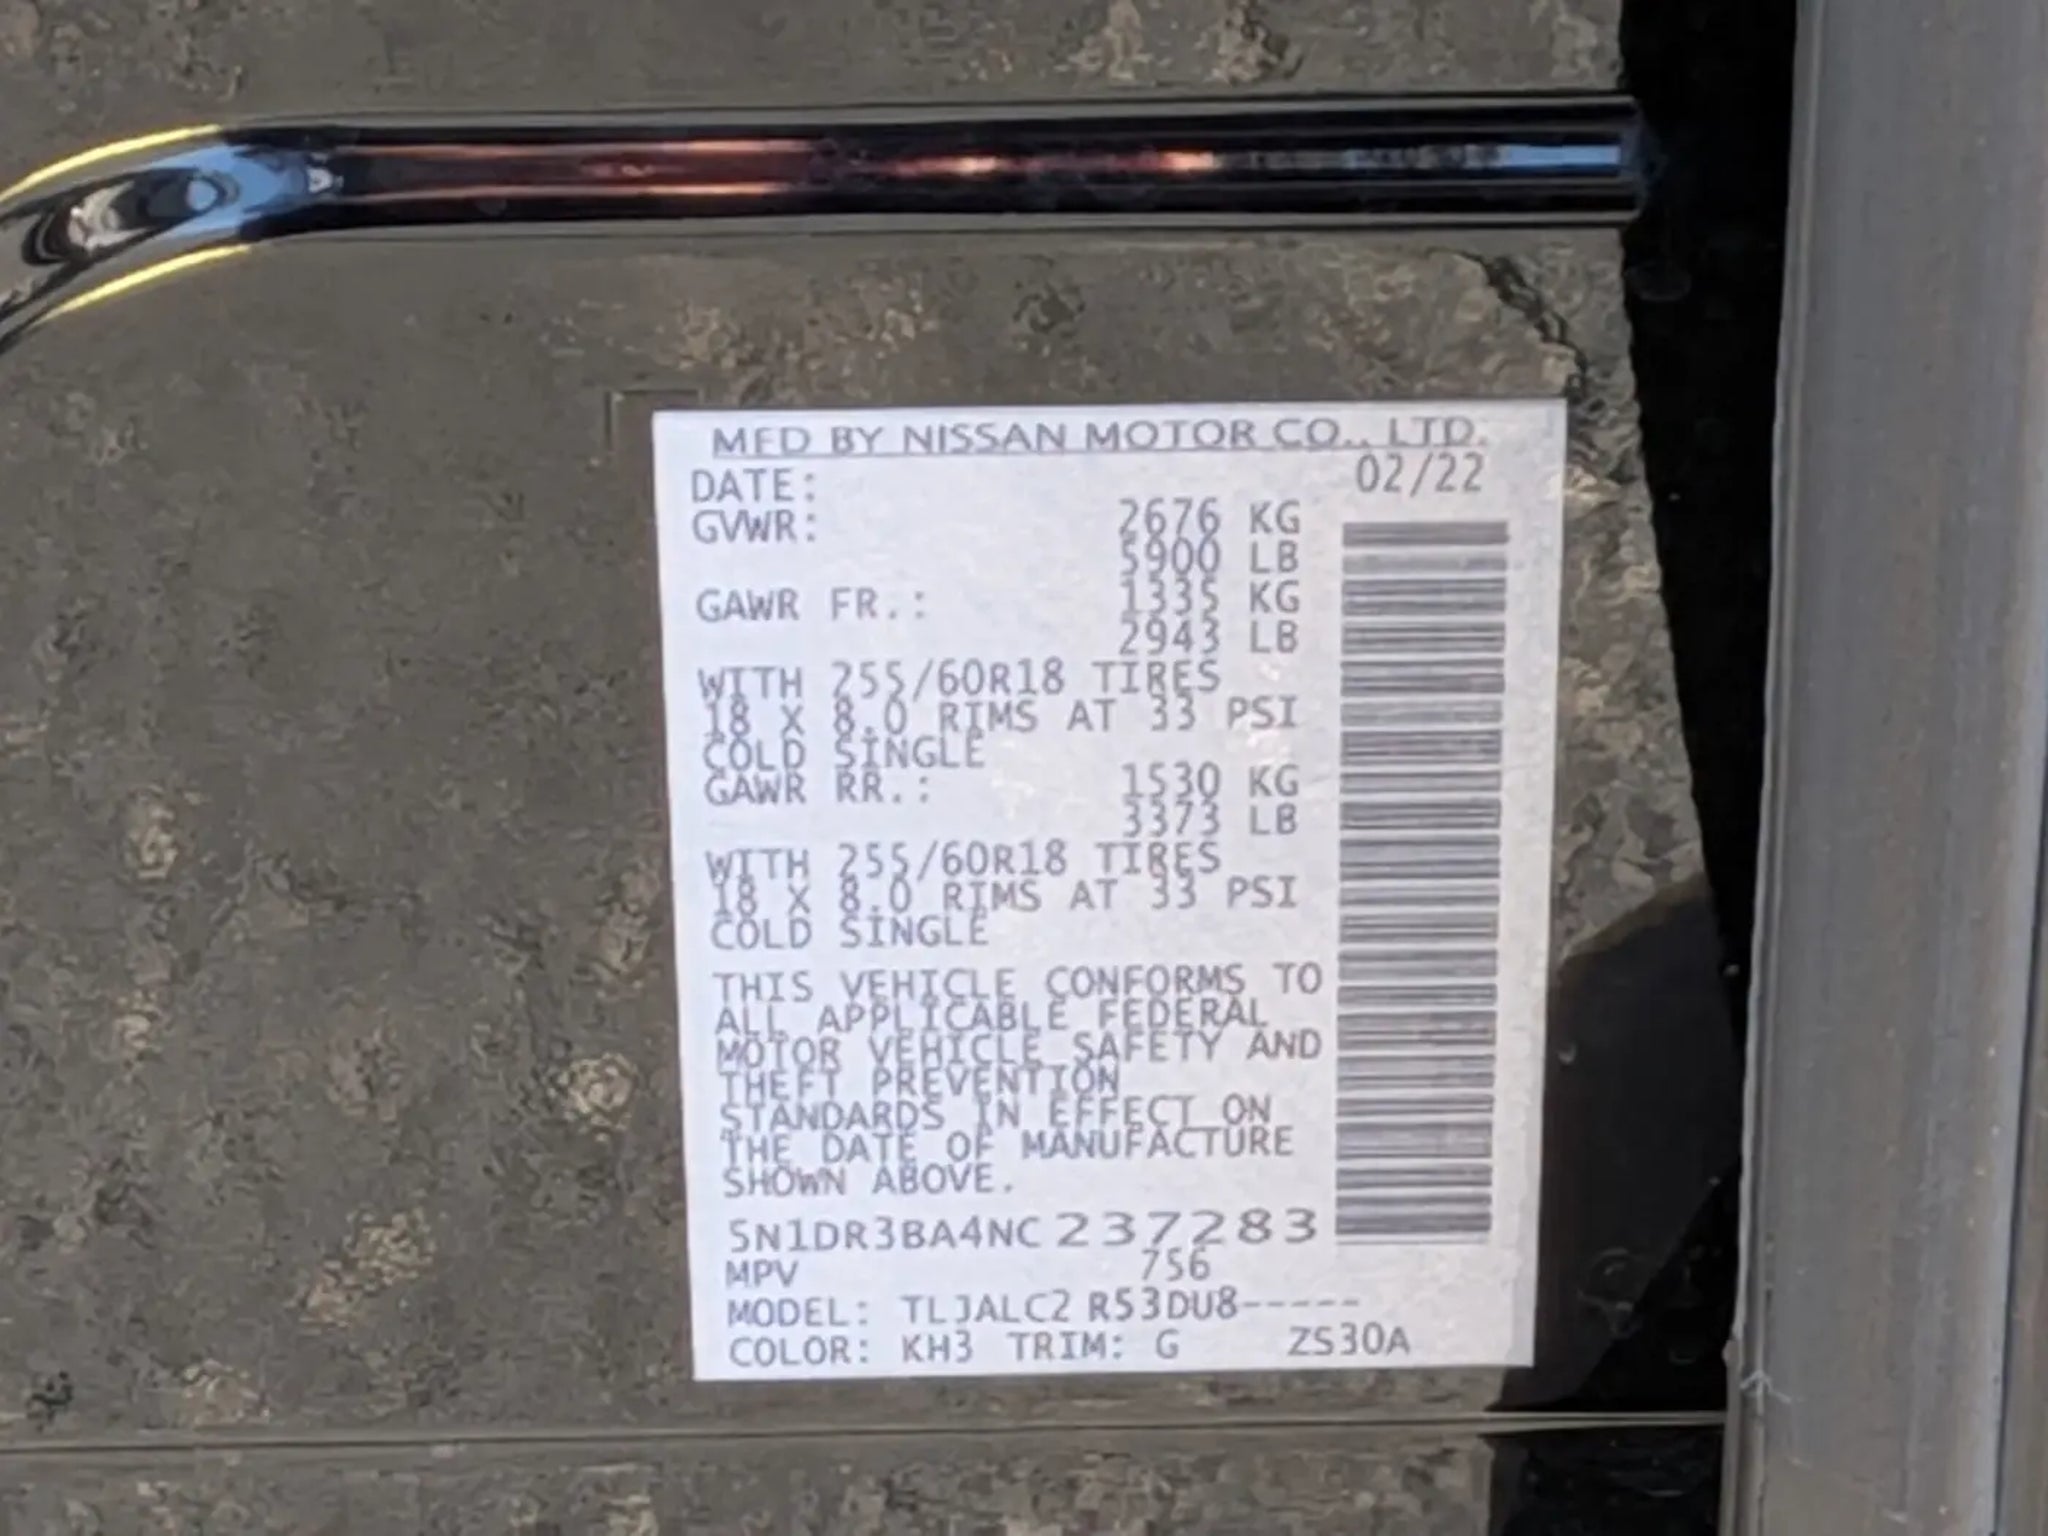 MFD BY NISSAN MOTOR CO., LTD.
DATE: 02/22
GVWR: 2676 KG
5900 LB
GAWR FR.: 1335 KG
2943 LB
WITH 255/60R18 TIRES
18 X 8.0 RIMS AT 33 PSI
COLD SINGLE
GAWR RR.: 1530 KG
3373 LB
WITH 255/60R18 TIRES
18 X 8.0 RIMS AT 33 PSI
COLD SINGLE
THIS VEHICLE CONFORMS TO
ALL APPLICABLE FEDERAL
MOTOR VEHICLE SAFETY AND
THEFT PREVENTION
STANDARDS IN EFFECT ON
THE DATE OF MANUFACTURE
SHOWN ABOVE.
5N1DR3BA4NC237283
MPV 756
MODEL: TLJALC2 R53DU8-----
COLOR: KH3 TRIM: G ZS30A